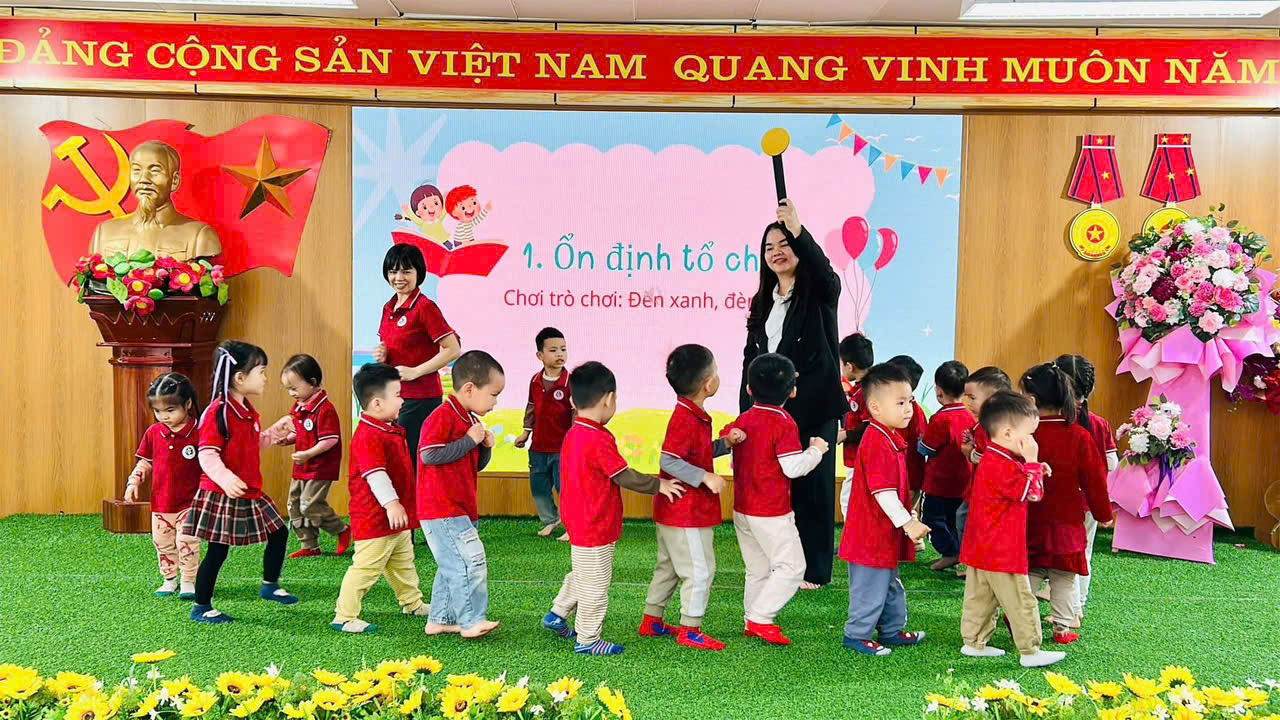 ĐẢNG CỘNG SẢN VIỆT NAM QUANG VINH MUÔN NĂM
1. Ổn định tổ ch
Chơi trò chơi: Đèn xanh, đèn